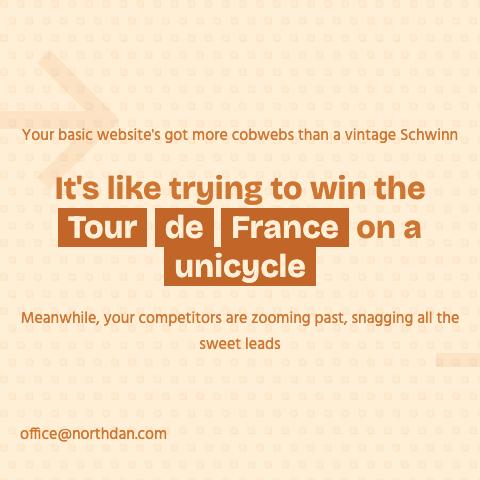 Your basic website's got more cobwebs than a vintage Schwinn
It's like trying to win the
Tour de France on a
unicycle
Meanwhile, your competitors are zooming past, snagging all the
sweet leads
office@northdan.com